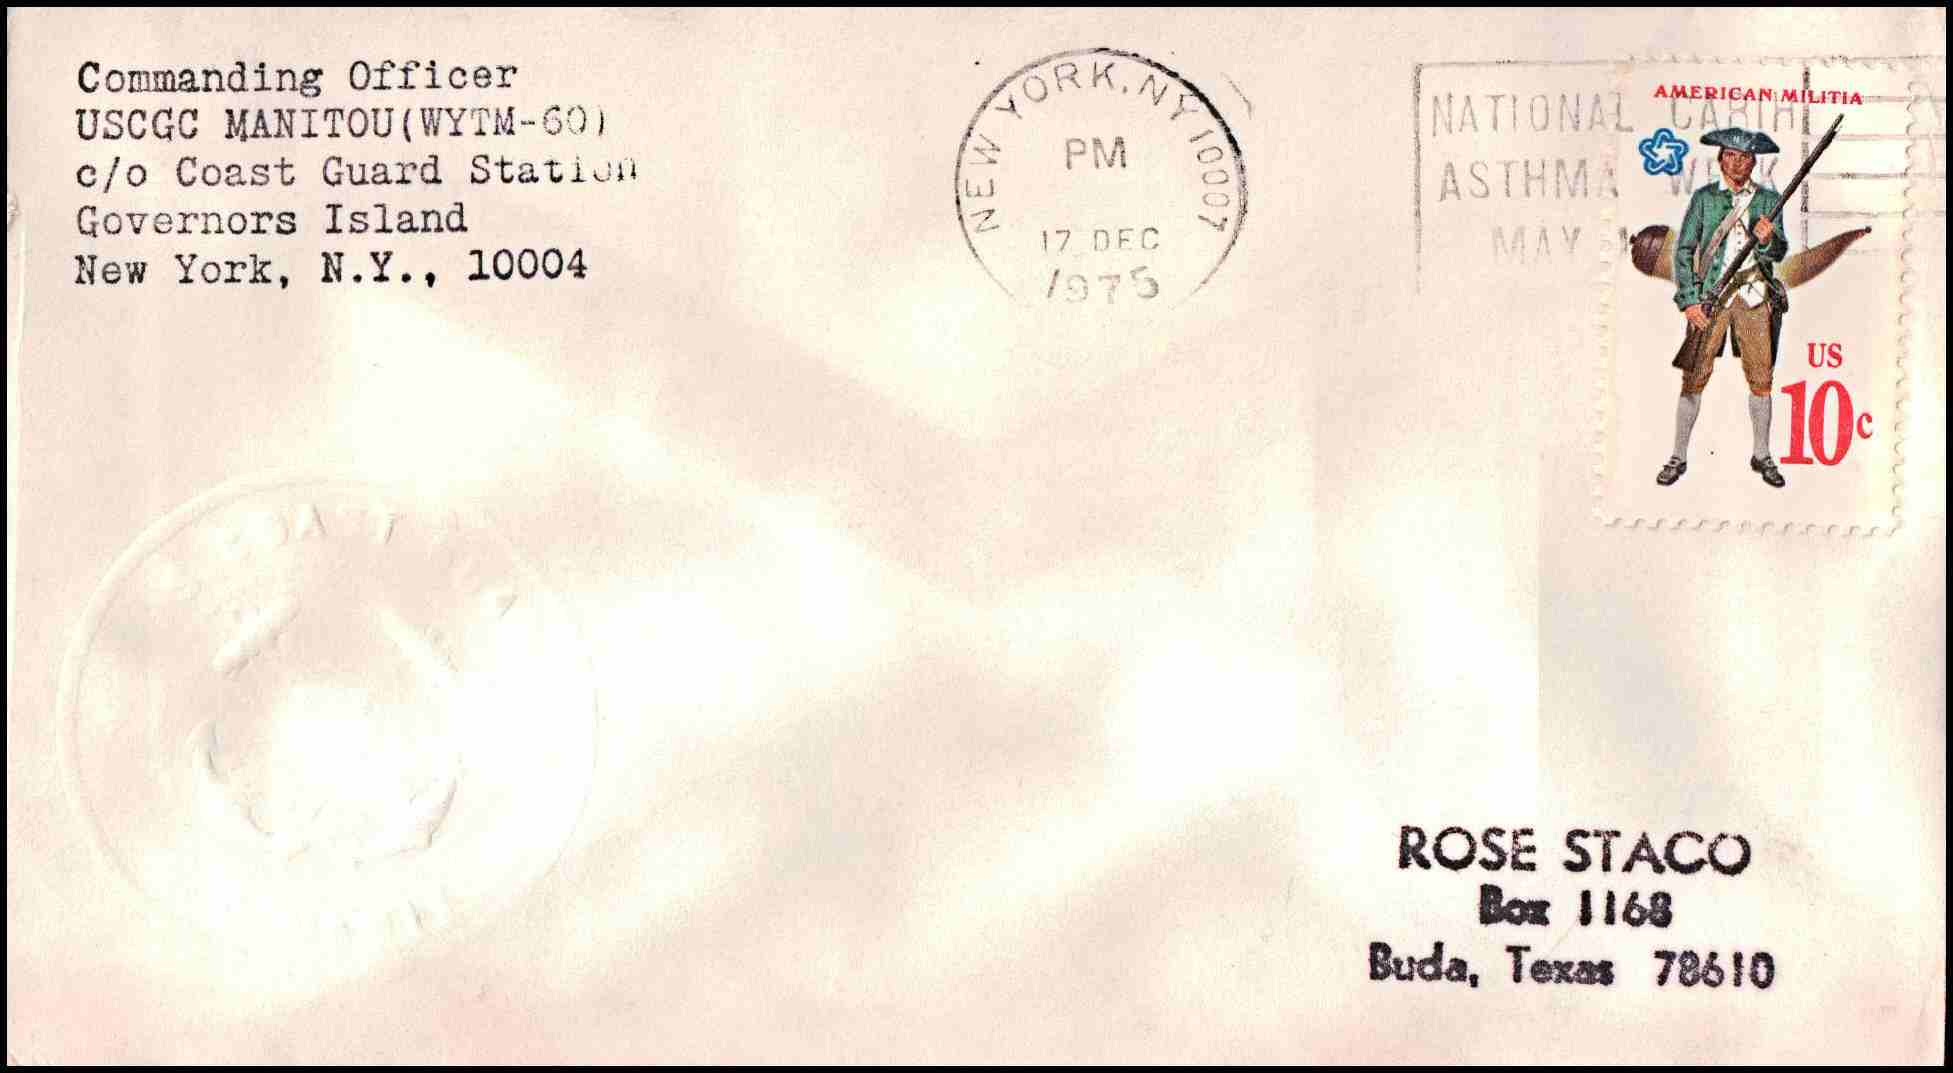 Commanding Officer
USCGC MANITOU(WYTM-60)
c/o Coast Guard Station
Governors Island
New York, N.Y., 10004
NEW YORK, NY 10007
PM
17 DEC
1975
NATIONAL
ASTHMA WEEK
MAY
AMERICAN MILITIA
US
10c
ROSE STACO
Box 1168
Buda, Texas 78610